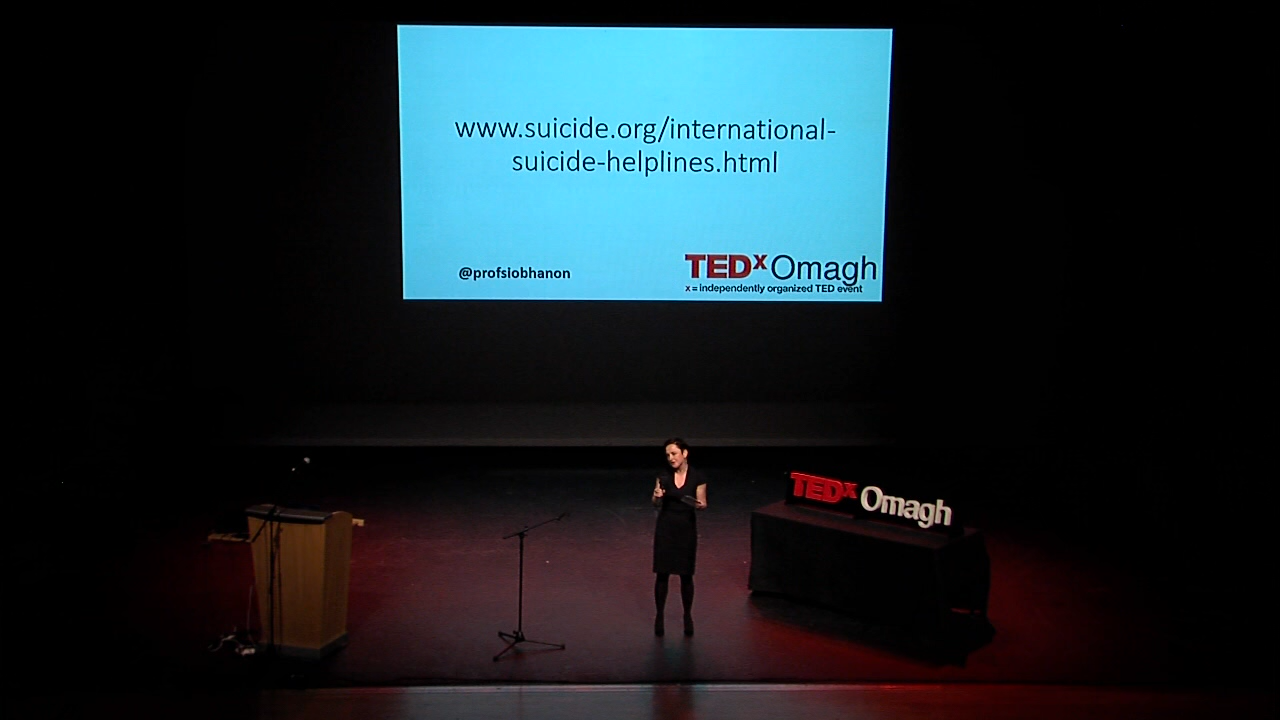 www.suicide.org/international-
suicide-helplines.html
@profsiobhanon
TEDx Omagh
x = independently organized TED event
TEDx Omagh